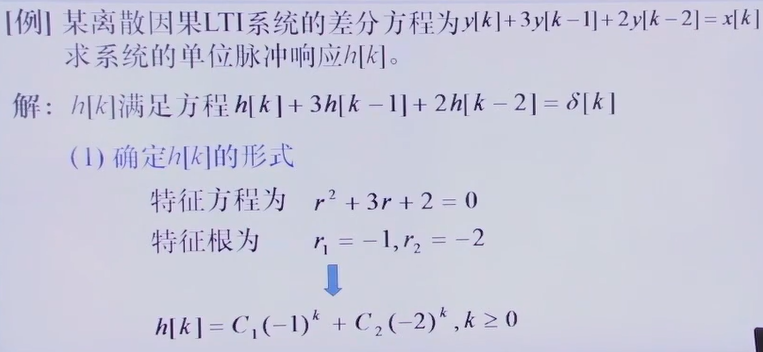 [例] 某离散因果LTI系统的差分方程为y[k]+3y[k−1]+2y[k−2]=x[k]
求系统的单位脉冲响应h[k]。
解：h[k]满足方程h[k]+3h[k−1]+2h[k−2]=δ[k]
(1) 确定h[k]的形式
特征方程为 r² + 3r + 2 = 0
特征根为 r₁ = −1, r₂ = −2
h[k] = C₁(−1)ᵏ + C₂(−2)ᵏ, k ≥ 0